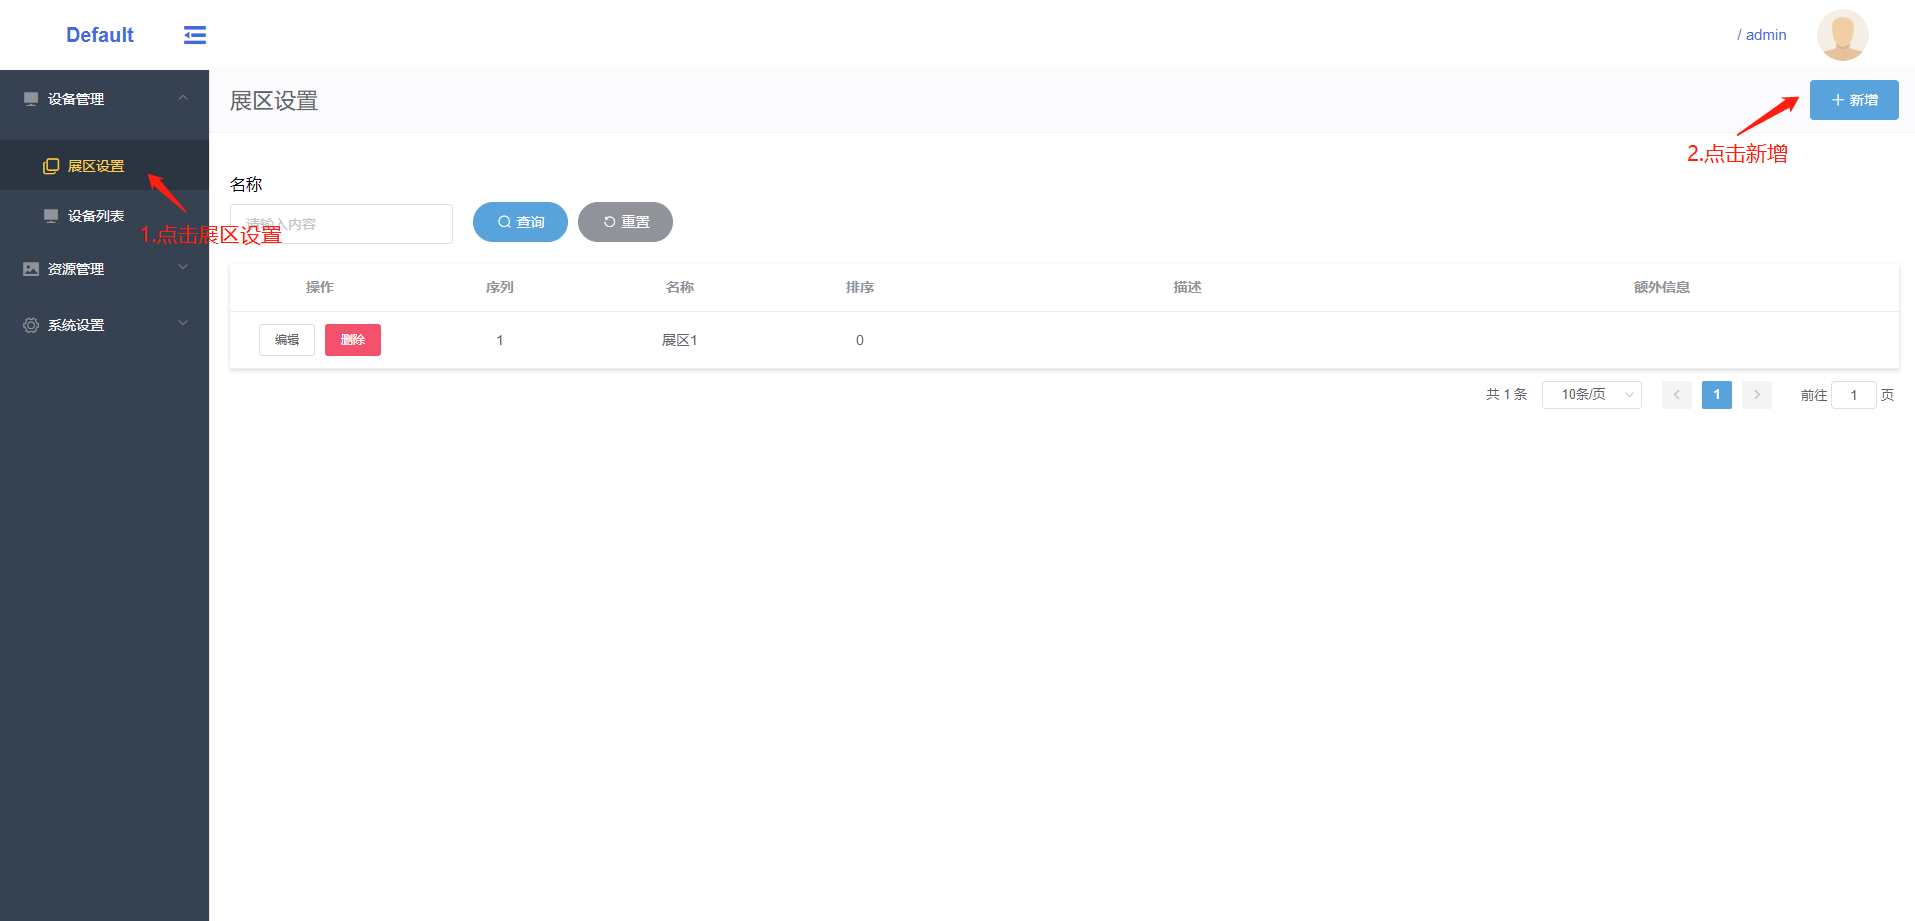 Default
/ admin
设备管理
展区设置
+ 新增
2.点击新增
展区设置
名称
设备列表
请输入内容
查询
重置
1.点击展区设置
资源管理
操作 序列 名称 排序 描述 额外信息
系统设置
编辑 删除 1 展区1 0
共 1 条 10条/页 1 前往 1 页